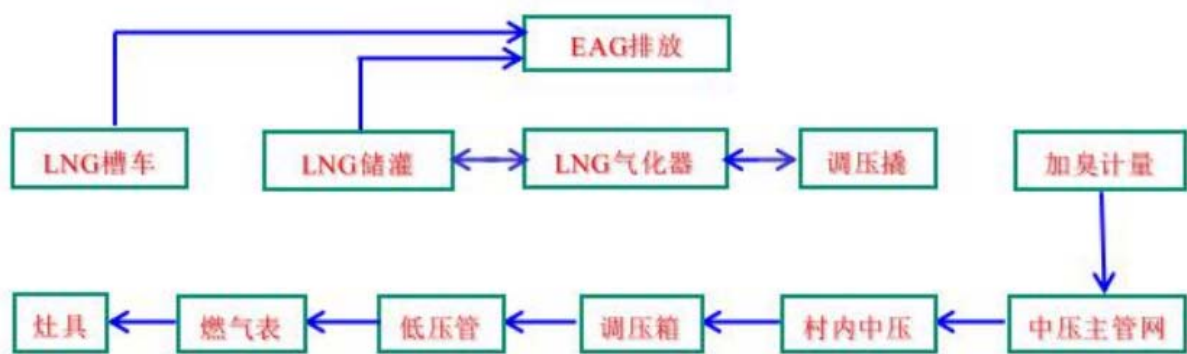 EAG排放
LNG槽车
LNG储灌
LNG气化器
调压撬
加臭计量
灶具
燃气表
低压管
调压箱
村内中压
中压主管网